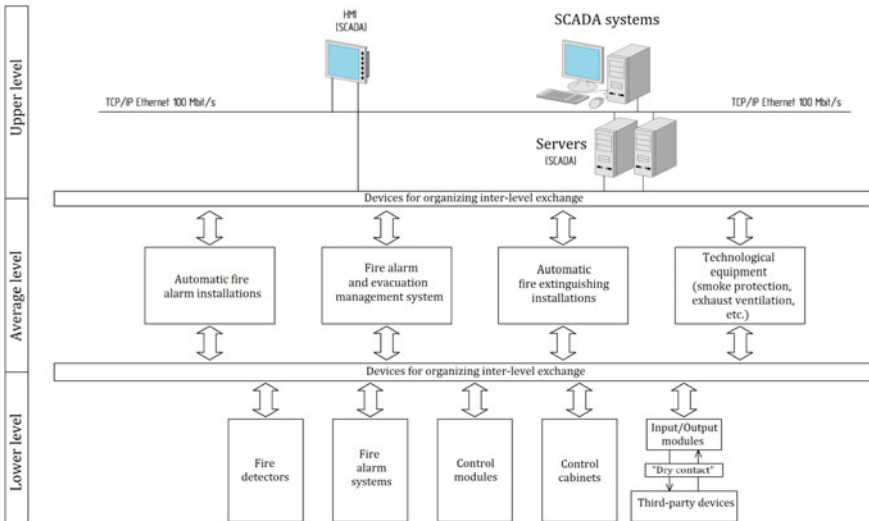 Upper level
HMI
(SCADA)
SCADA systems
TCP/IP Ethernet 100 Mbit/s
TCP/IP Ethernet 100 Mbit/s
Servers
(SCADA)
Devices for organizing inter-level exchange
Average level
Automatic fire
alarm installations
Fire alarm
and evacuation
management system
Automatic
fire extinguishing
installations
Technological
equipment
(smoke protection,
exhaust ventilation,
etc.)
Devices for organizing inter-level exchange
Lower level
Fire
detectors
Fire
alarm
systems
Control
modules
Control
cabinets
Input/Output
modules
"Dry contact"
Third-party devices